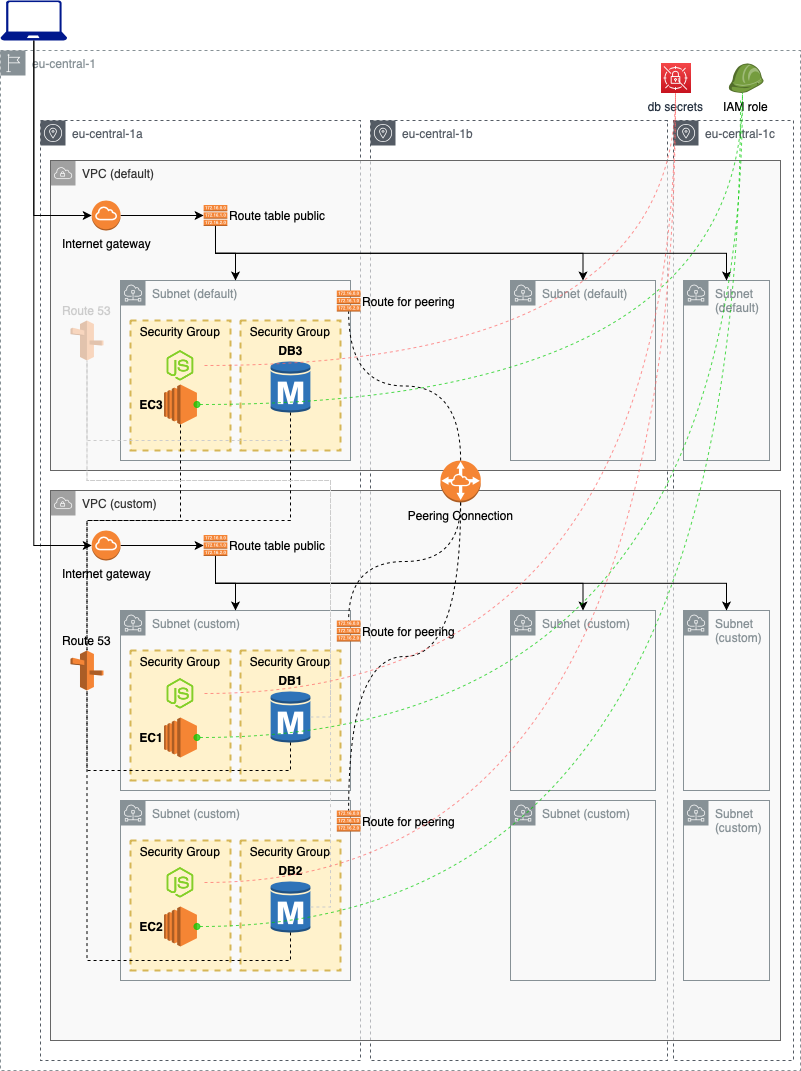 eu-central-1
db secrets
IAM role
eu-central-1a
eu-central-1b
eu-central-1c
VPC (default)
Internet gateway
Route table public
Subnet (default)
Route for peering
Subnet (default)
Subnet
(default)
Route 53
Security Group
Security Group
DB3
JS
EC3
M
Peering Connection
VPC (custom)
Internet gateway
Route table public
Subnet (custom)
Route for peering
Subnet (custom)
Subnet
(custom)
Route 53
Security Group
Security Group
DB1
JS
EC1
M
Subnet (custom)
Route for peering
Subnet (custom)
Subnet
(custom)
Security Group
Security Group
DB2
JS
EC2
M